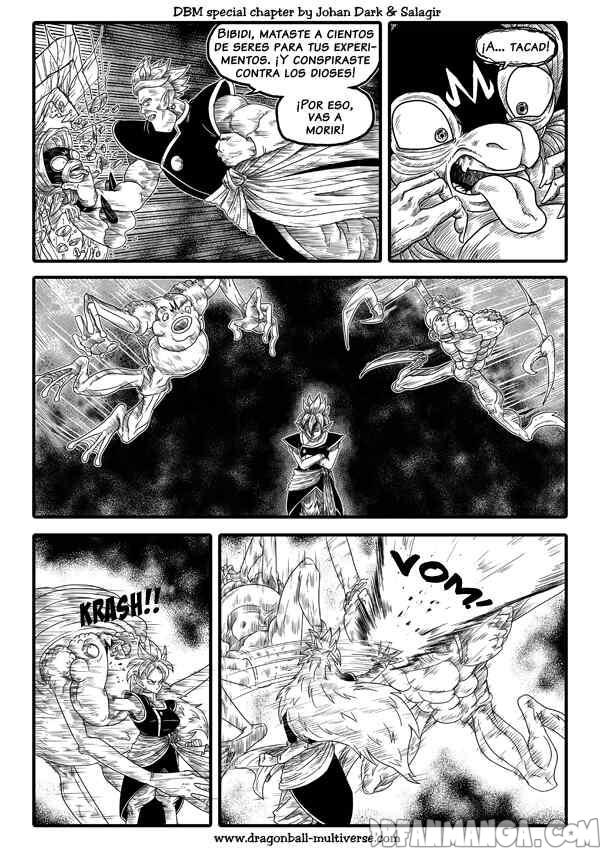 DBM special chapter by Johan Dark & Salagir
BIBIDI, MATASTE A CIENTOS
DE SERES PARA TUS EXPERI-
MENTOS. ¡Y CONSPIRASTE
CONTRA LOS DIOSES!
¡POR ESO,
VAS A
MORIR!
¡A... TACAD!
KRASH!!
VOM!
www.dragonball-multiverse.com
DBFANMANGA.COM